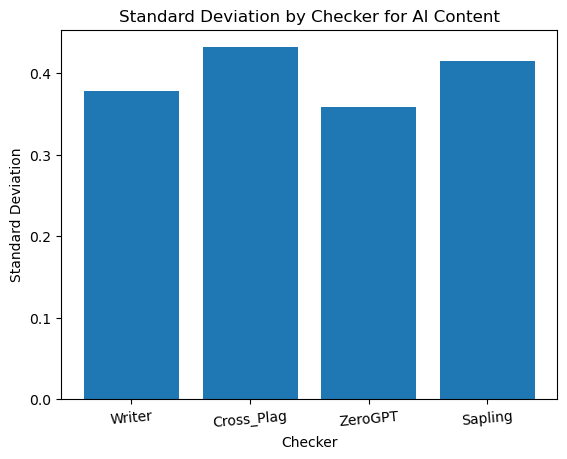 Standard Deviation by Checker for AI Content
Standard Deviation
0.4
0.3
0.2
0.1
0.0
Writer Cross_Plag ZeroGPT Sapling
Checker